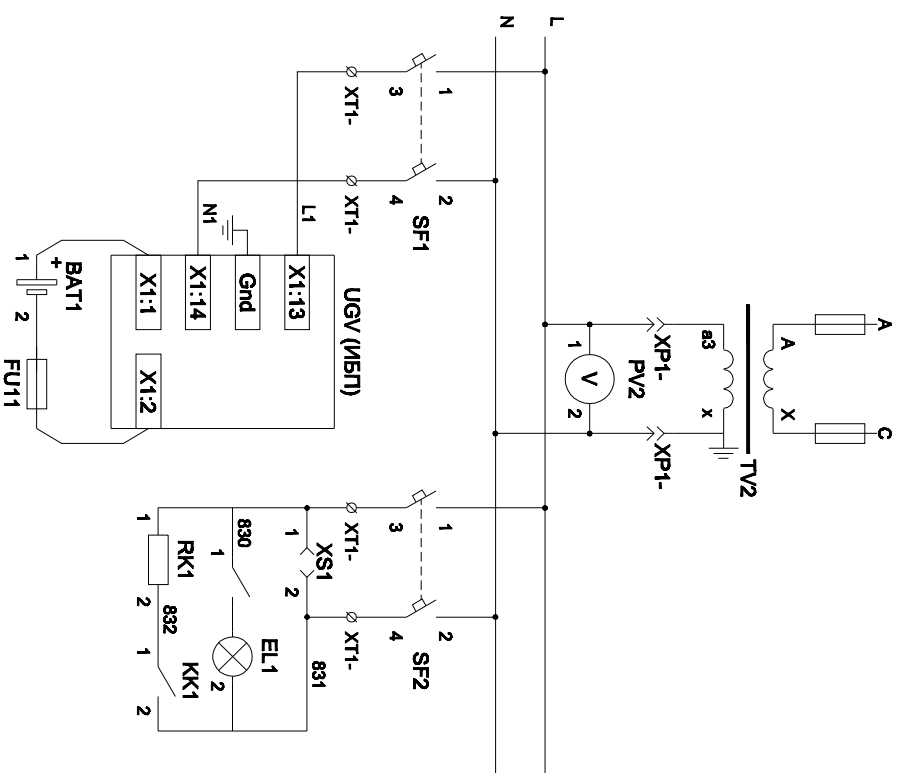 A
C
A
X
TV2
a3
x
XP1-
XP1-
PV2
V
1
2
L
N
1
2
1
2
SF1
SF2
3
4
3
4
XT1-
XT1-
XT1-
XT1-
UGV (ИБП)
L1
X1:13
Gnd
N1
X1:14
X1:1
X1:2
BAT1
+
1
2
FU11
XS1
1
2
831
EL1
830
1
2
RK1
1
2
832
KK1
1
2